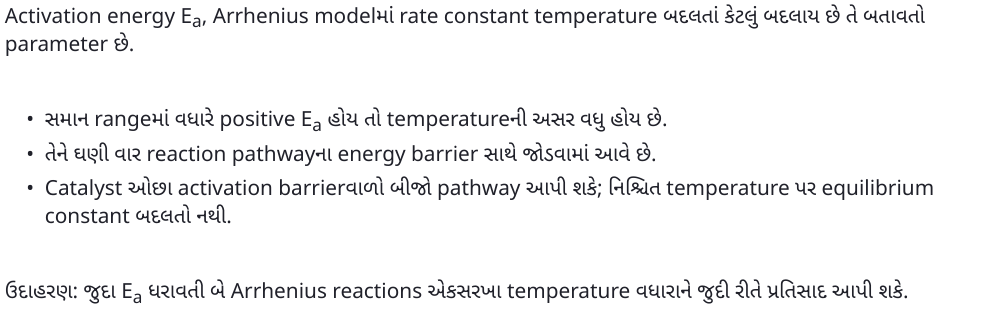 Activation energy Eₐ, Arrhenius modelમાં rate constant temperature બદલતાં કેટલું બદલાય છે તે બતાવતો
parameter છે.
• સમાન rangeમાં વધારે positive Eₐ હોય તો temperatureની અસર વધુ હોય છે.
• તેને ઘણી વાર reaction pathwayના energy barrier સાથે જોડવામાં આવે છે.
• Catalyst ઓછા activation barrierવાળો બીજો pathway આપી શકે; નિશ્ચિત temperature પર equilibrium
constant બદલતો નથી.
ઉદાહરણ: જુદા Eₐ ધરાવતી બે Arrhenius reactions એકસરખા temperature વધારાને જુદી રીતે પ્રતિસાદ આપી શકે.